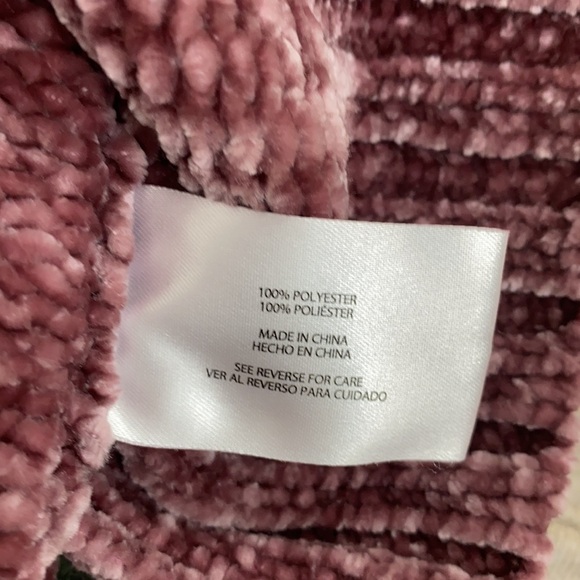 100% POLYESTER
100% POLIÉSTER
MADE IN CHINA
HECHO EN CHINA
SEE REVERSE FOR CARE
VER AL REVERSO PARA CUIDADO